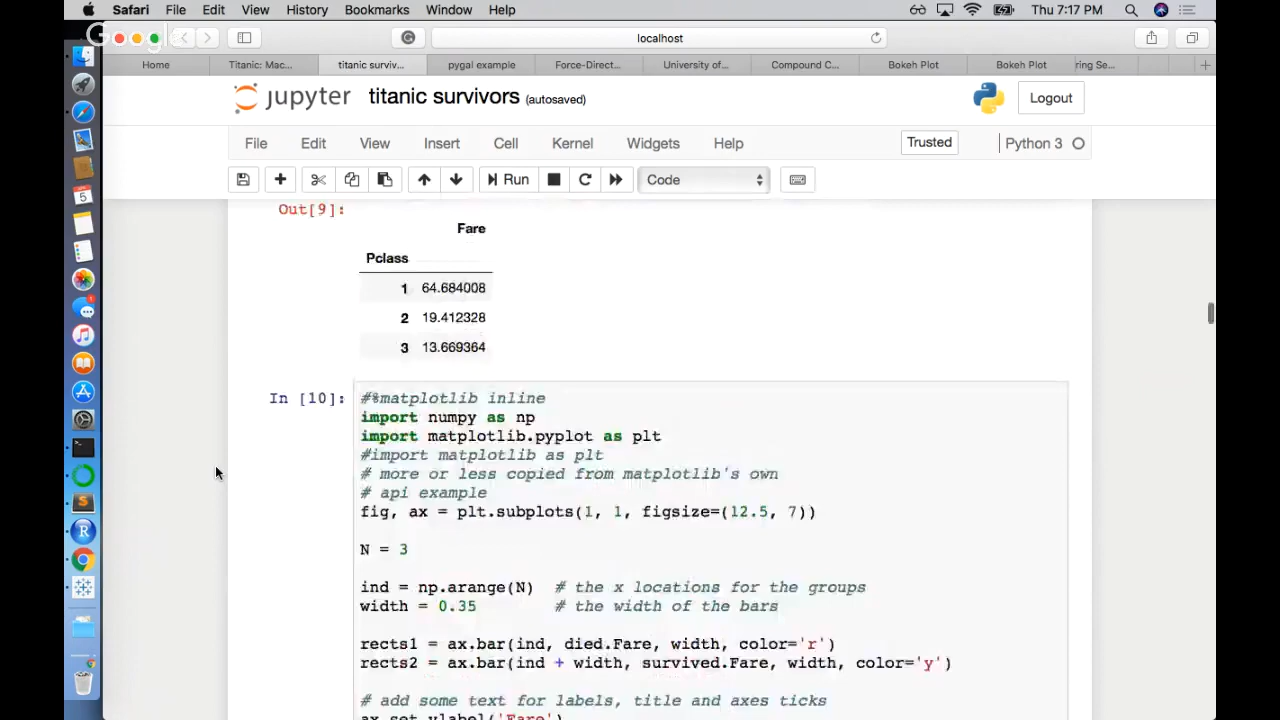 Safari File Edit View History Bookmarks Window Help Thu 7:17 PM
Google
localhost
Home Titanic: Mac... titanic surviv... pygal example Force-Direct... University of... Compound C... Bokeh Plot Bokeh Plot ring Se... +
jupyter titanic survivors (autosaved) Logout
File Edit View Insert Cell Kernel Widgets Help Trusted Python 3
Run Code
Out[9]:
Fare
Pclass
1 64.684008
2 19.412328
3 13.669364
In [10]: #%matplotlib inline
import numpy as np
import matplotlib.pyplot as plt
#import matplotlib as plt
# more or less copied from matplotlib's own
# api example
fig, ax = plt.subplots(1, 1, figsize=(12.5, 7))
N = 3
ind = np.arange(N) # the x locations for the groups
width = 0.35 # the width of the bars
rects1 = ax.bar(ind, died.Fare, width, color='r')
rects2 = ax.bar(ind + width, survived.Fare, width, color='y')
# add some text for labels, title and axes ticks
ax.set_ylabel('Fare')